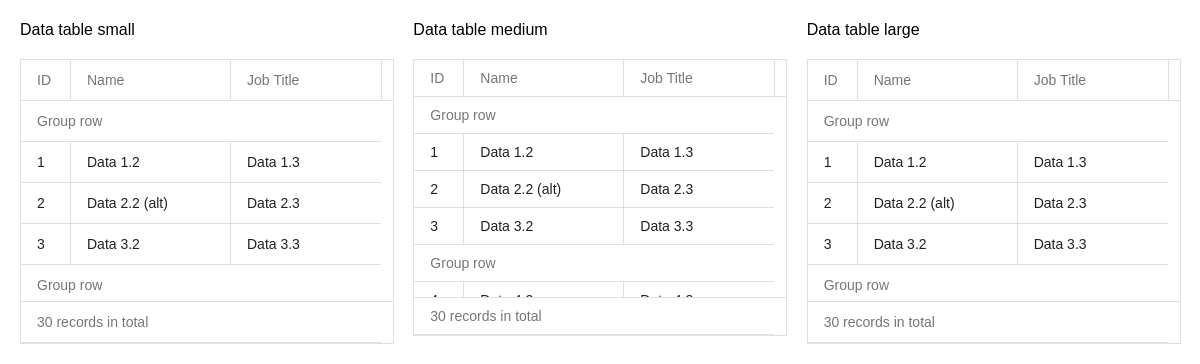 Data table small
ID Name Job Title
Group row
1 Data 1.2 Data 1.3
2 Data 2.2 (alt) Data 2.3
3 Data 3.2 Data 3.3
Group row
30 records in total
Data table medium
ID Name Job Title
Group row
1 Data 1.2 Data 1.3
2 Data 2.2 (alt) Data 2.3
3 Data 3.2 Data 3.3
Group row
30 records in total
Data table large
ID Name Job Title
Group row
1 Data 1.2 Data 1.3
2 Data 2.2 (alt) Data 2.3
3 Data 3.2 Data 3.3
Group row
30 records in total